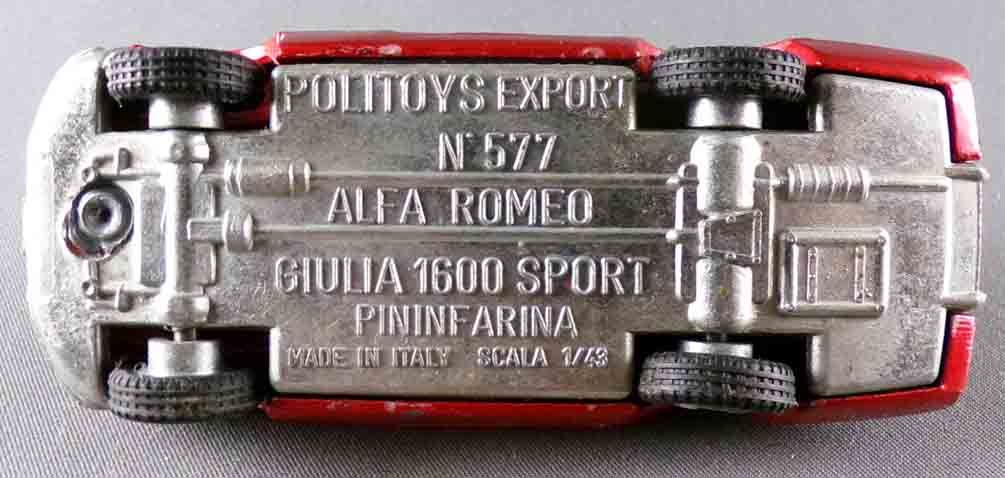 POLITOYS EXPORT
N° 577
ALFA ROMEO
GIULIA 1600 SPORT
PININFARINA
MADE IN ITALY SCALA 1/43